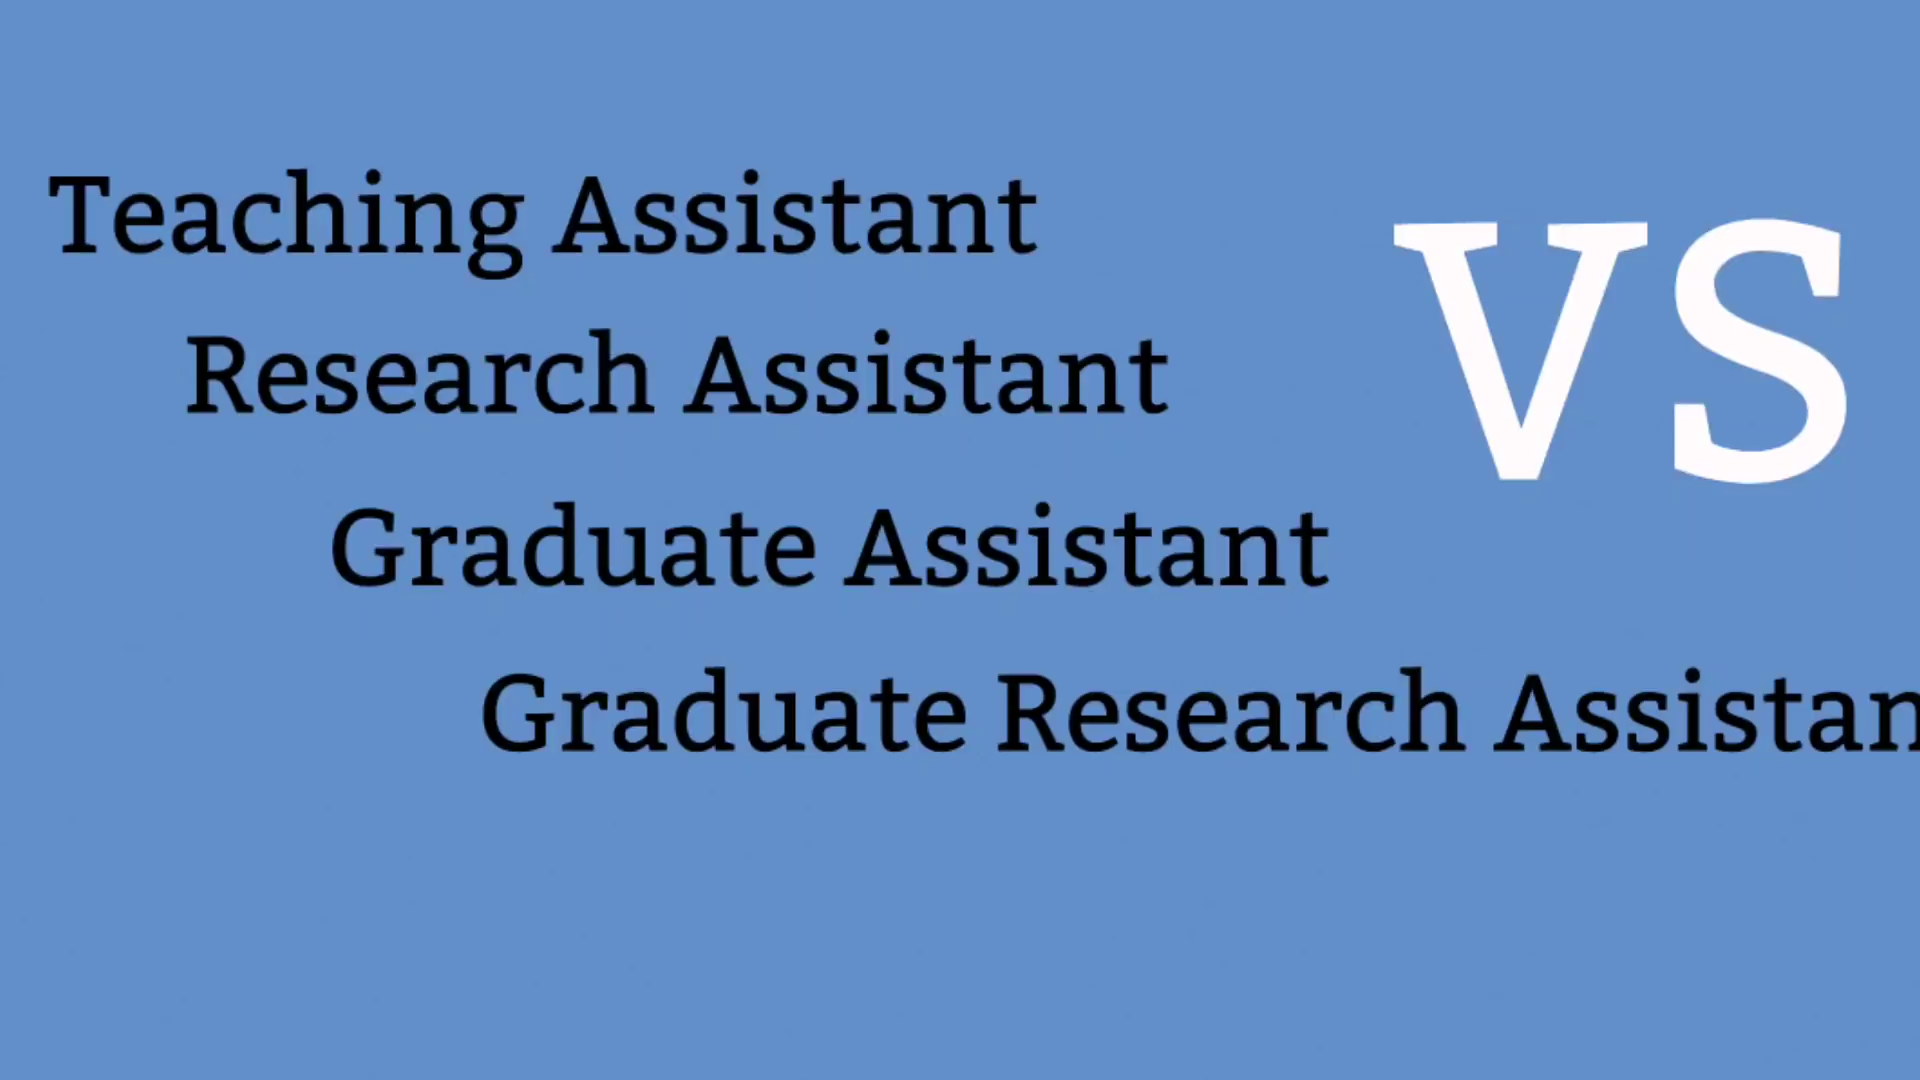 Teaching Assistant
VS
Research Assistant
Graduate Assistant
Graduate Research Assistan